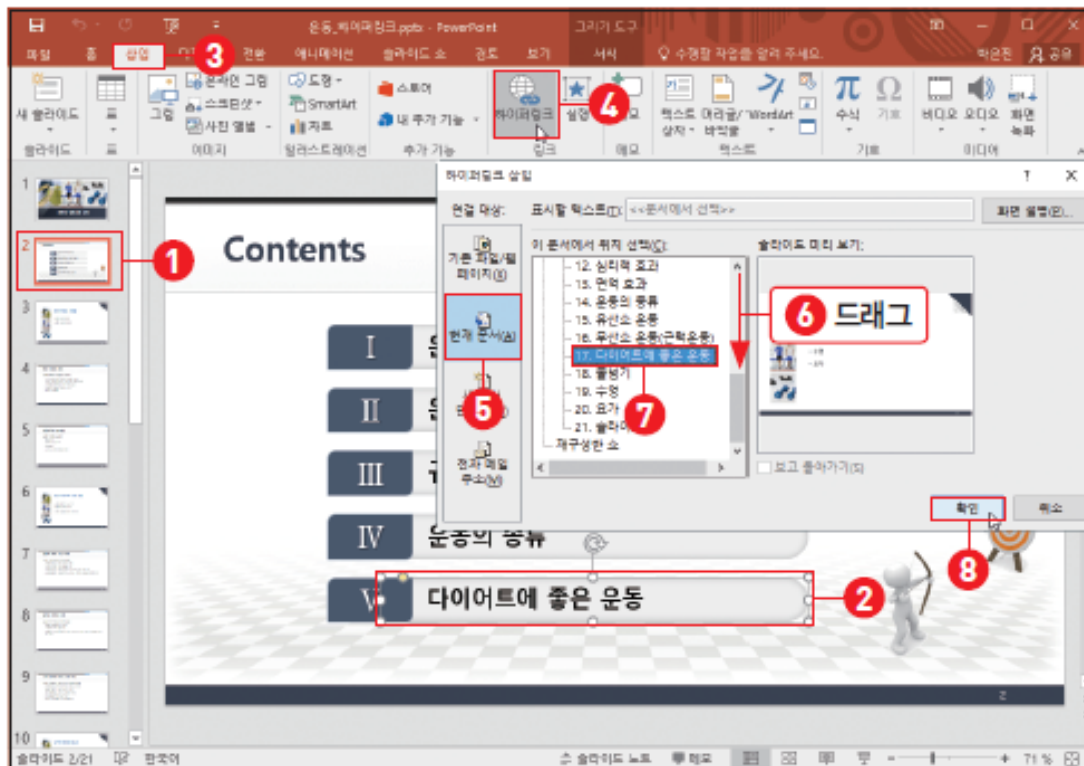 운동_하이퍼링크.pptx - PowerPoint
그리기 도구
파일 홈 삽입 전환 애니메이션 슬라이드 쇼 검토 보기 서식 수행할 작업을 알려 주세요. 공유
3
온라인 그림
도형
스토어
스크린샷
SmartArt
새 슬라이드 표 그림
사진 앨범
차트
내 추가 기능
하이퍼링크
4
텍스트 상자
머리글/바닥글
WordArt
수식 기호 비디오 오디오 화면 녹화
슬라이드 표 이미지 일러스트레이션 추가 기능 링크 메모 텍스트 기호 미디어
하이퍼링크 삽입
? X
연결 대상:
표시할 텍스트(T): <<문서에서 선택>>
화면 설명(P)...
기존 파일/웹 페이지(X)
현재 문서(A)
5
전자 메일 주소(M)
이 문서에서 위치 선택(C):
12. 심리적 효과
13. 면역 효과
14. 운동의 종류
15. 유산소 운동
16. 무산소 운동(근력운동)
17. 다이어트에 좋은 운동
18. 줄넘기
19. 수영
20. 요가
21. 슬라이
재구성한 쇼
7
슬라이드 미리 보기:
6 드래그
보고 돌아가기(S)
확인
취소
8
1
2
1
3
4
5
6
7
8
9
10
Contents
I
II
III
IV 운동의 종류
V 다이어트에 좋은 운동
2
2
슬라이드 2/21 한국어
슬라이드 노트 메모 71 %